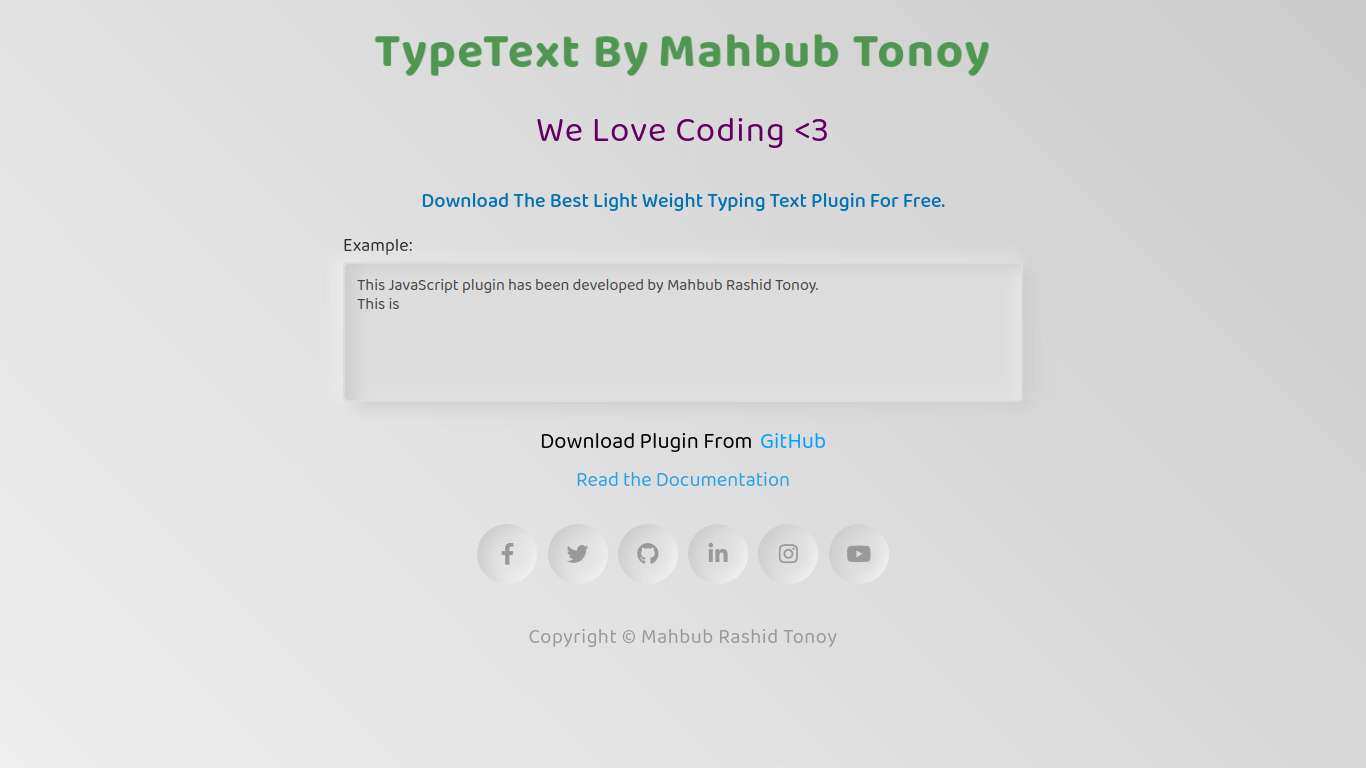 TypeText By Mahbub Tonoy
We Love Coding <3
Download The Best Light Weight Typing Text Plugin For Free.
Example:
This JavaScript plugin has been developed by Mahbub Rashid Tonoy.
This is
Download Plugin From GitHub
Read the Documentation
Copyright © Mahbub Rashid Tonoy